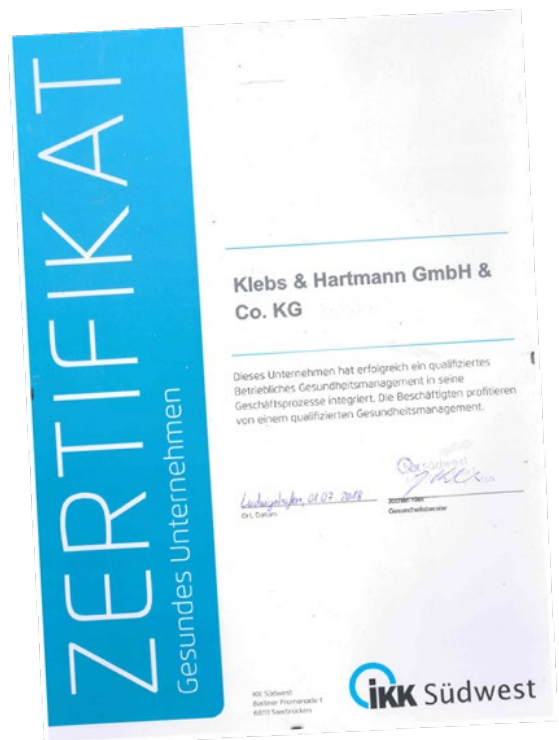 ZERTIFIKAT
Gesundes Unternehmen
Klebs & Hartmann GmbH &
Co. KG
Dieses Unternehmen hat erfolgreich ein qualifiziertes
Betriebliches Gesundheitsmanagement in seine
Geschäftsprozesse integriert. Die Beschäftigten profitieren
von einem qualifizierten Gesundheitsmanagement.
Südwest
Ludwigshafen, 01.07.2018
Ort, Datum
Gesundheitsberater
IKK Südwest
Berliner Promenade 1
66111 Saarbrücken
iKK Südwest